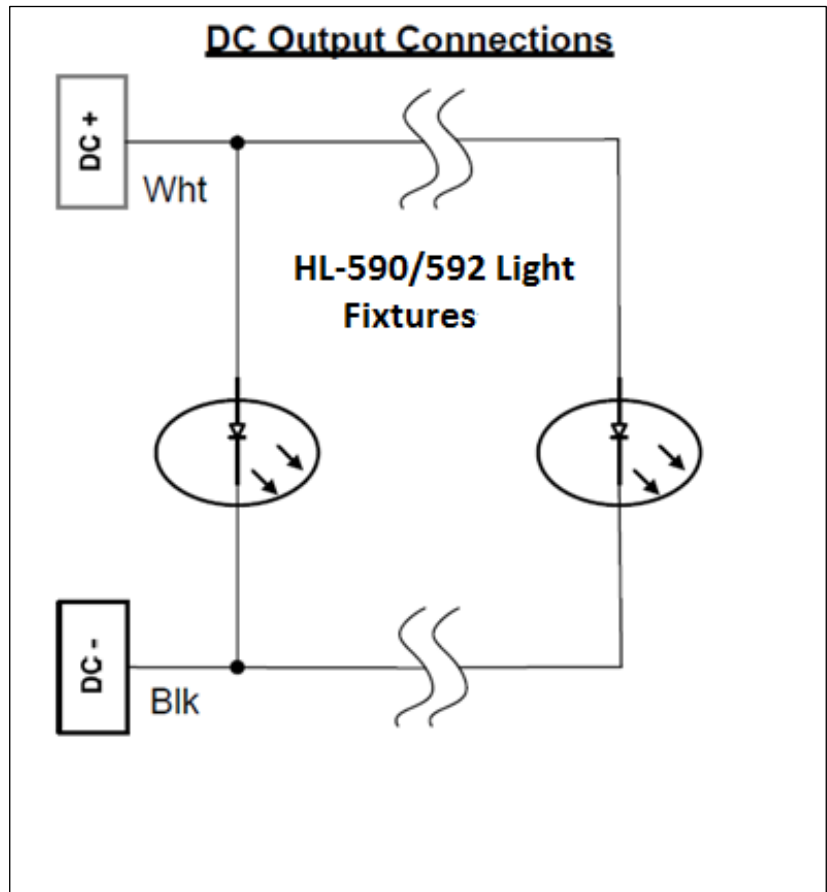 DC Output Connections
DC +
Wht
HL-590/592 Light
Fixtures
DC -
Blk